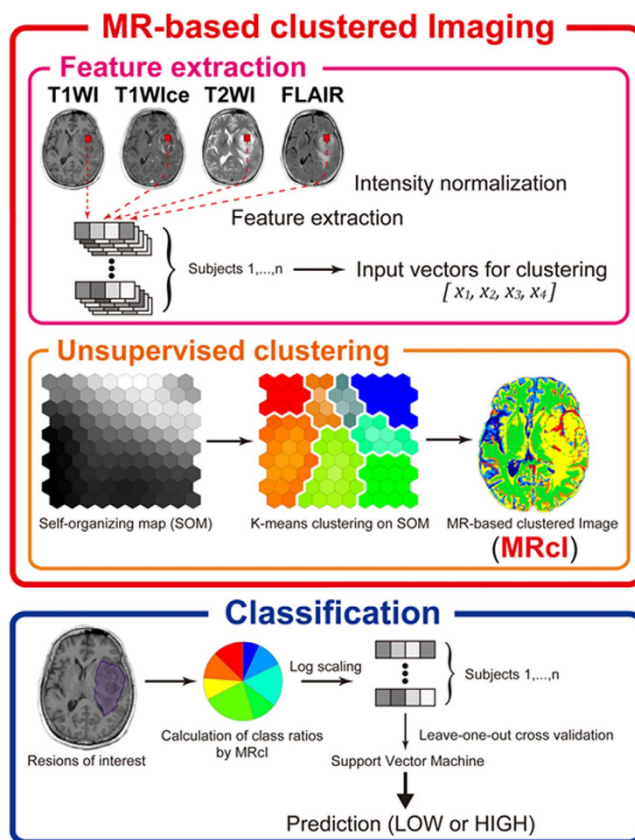 MR-based clustered Imaging
Feature extraction
T1WI T1WIce T2WI FLAIR
Intensity normalization
Feature extraction
Subjects 1,...,n
Input vectors for clustering
[ x₁, x₂, x₃, x₄ ]
Unsupervised clustering
Self-organizing map (SOM)
K-means clustering on SOM
MR-based clustered Image
(MRcI)
Classification
Log scaling
Subjects 1,...,n
Resions of interest
Calculation of class ratios
by MRcI
Leave-one-out cross validation
Support Vector Machine
Prediction (LOW or HIGH)